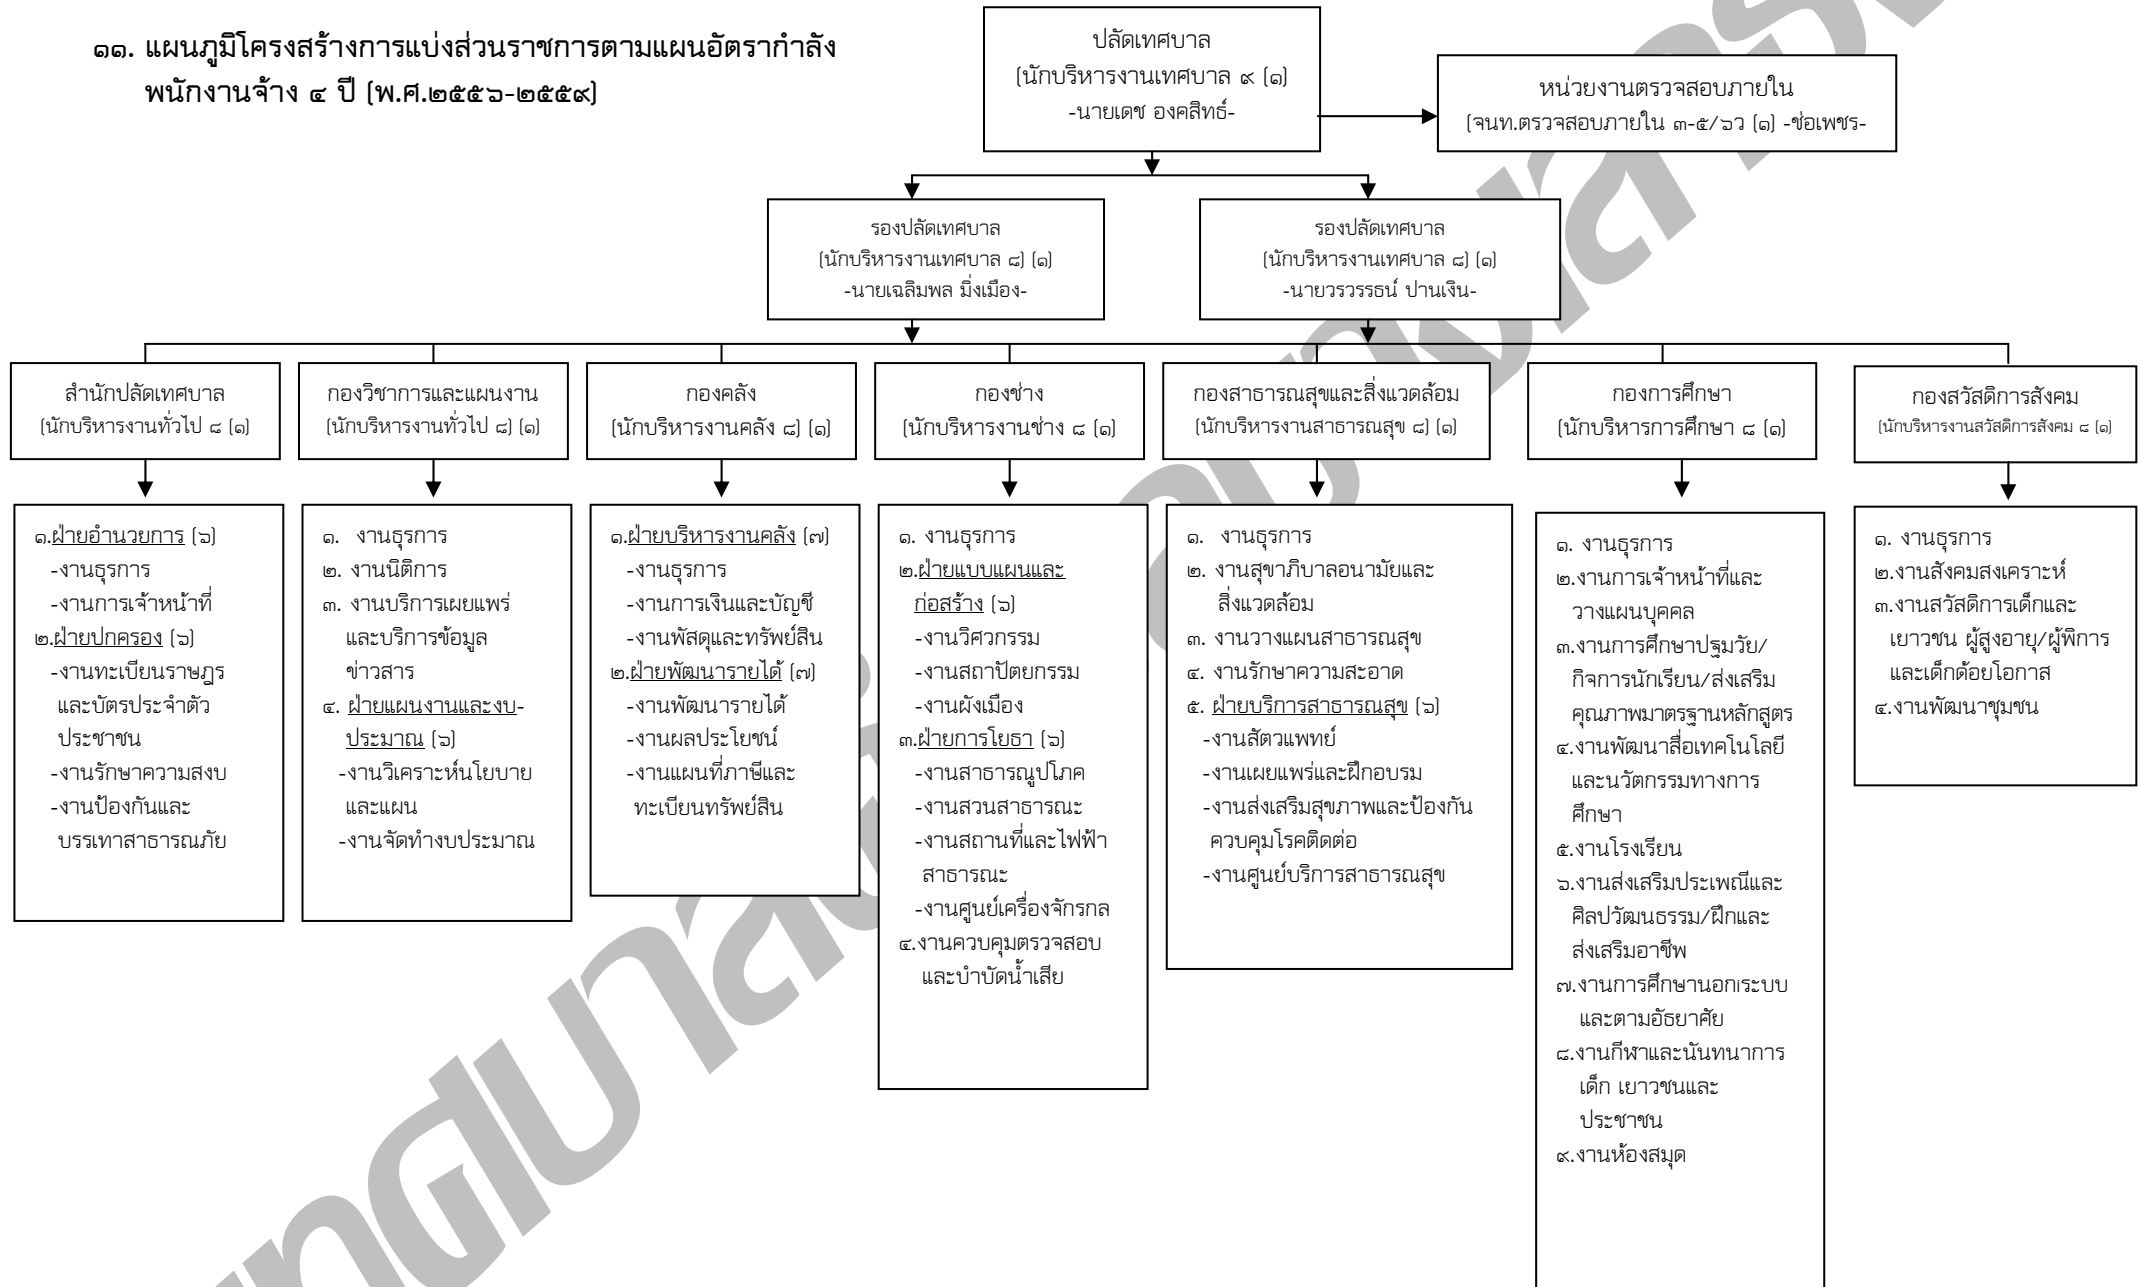 ๑๑. แผนภูมิโครงสร้างการแบ่งส่วนราชการตามแผนอัตรากำลัง
พนักงานจ้าง ๔ ปี (พ.ศ.๒๕๕๖-๒๕๕๙)
ปลัดเทศบาล
(นักบริหารงานเทศบาล ๙ (๑)
-นายเดช องคสิทธ์-
หน่วยงานตรวจสอบภายใน
(จนท.ตรวจสอบภายใน ๓-๕/๖ว (๑) -ช่อเพชร-
รองปลัดเทศบาล
(นักบริหารงานเทศบาล ๘) (๑)
-นายเฉลิมพล มิ่งเมือง-
รองปลัดเทศบาล
(นักบริหารงานเทศบาล ๘) (๑)
-นายวรวรรธน์ ปานเงิน-
สำนักปลัดเทศบาล
(นักบริหารงานทั่วไป ๘ (๑)
กองวิชาการและแผนงาน
(นักบริหารงานทั่วไป ๘) (๑)
กองคลัง
(นักบริหารงานคลัง ๘) (๑)
กองช่าง
(นักบริหารงานช่าง ๘ (๑)
กองสาธารณสุขและสิ่งแวดล้อม
(นักบริหารงานสาธารณสุข ๘) (๑)
กองการศึกษา
(นักบริหารการศึกษา ๘ (๑)
กองสวัสดิการสังคม
(นักบริหารงานสวัสดิการสังคม ๘ (๑)
๑.ฝ่ายอำนวยการ (๖)
-งานธุรการ
-งานการเจ้าหน้าที่
๒.ฝ่ายปกครอง (๖)
-งานทะเบียนราษฎร
และบัตรประจำตัว
ประชาชน
-งานรักษาความสงบ
-งานป้องกันและ
บรรเทาสาธารณภัย
๑. งานธุรการ
๒. งานนิติการ
๓. งานบริการเผยแพร่
และบริการข้อมูล
ข่าวสาร
๔. ฝ่ายแผนงานและงบ-
ประมาณ (๖)
-งานวิเคราะห์นโยบาย
และแผน
-งานจัดทำงบประมาณ
๑.ฝ่ายบริหารงานคลัง (๗)
-งานธุรการ
-งานการเงินและบัญชี
-งานพัสดุและทรัพย์สิน
๒.ฝ่ายพัฒนารายได้ (๗)
-งานพัฒนารายได้
-งานผลประโยชน์
-งานแผนที่ภาษีและ
ทะเบียนทรัพย์สิน
๑. งานธุรการ
๒.ฝ่ายแบบแผนและ
ก่อสร้าง (๖)
-งานวิศวกรรม
-งานสถาปัตยกรรม
-งานผังเมือง
๓.ฝ่ายการโยธา (๖)
-งานสาธารณูปโภค
-งานสวนสาธารณะ
-งานสถานที่และไฟฟ้า
สาธารณะ
-งานศูนย์เครื่องจักรกล
๔.งานควบคุมตรวจสอบ
และบำบัดน้ำเสีย
๑. งานธุรการ
๒. งานสุขาภิบาลอนามัยและ
สิ่งแวดล้อม
๓. งานวางแผนสาธารณสุข
๔. งานรักษาความสะอาด
๕. ฝ่ายบริการสาธารณสุข (๖)
-งานสัตวแพทย์
-งานเผยแพร่และฝึกอบรม
-งานส่งเสริมสุขภาพและป้องกัน
ควบคุมโรคติดต่อ
-งานศูนย์บริการสาธารณสุข
๑. งานธุรการ
๒.งานการเจ้าหน้าที่และ
วางแผนบุคคล
๓.งานการศึกษาปฐมวัย/
กิจการนักเรียน/ส่งเสริม
คุณภาพมาตรฐานหลักสูตร
๔.งานพัฒนาสื่อเทคโนโลยี
และนวัตกรรมทางการ
ศึกษา
๕.งานโรงเรียน
๖.งานส่งเสริมประเพณีและ
ศิลปวัฒนธรรม/ฝึกและ
ส่งเสริมอาชีพ
๗.งานการศึกษานอกระบบ
และตามอัธยาศัย
๘.งานกีฬาและนันทนาการ
เด็ก เยาวชนและ
ประชาชน
๙.งานห้องสมุด
๑. งานธุรการ
๒.งานสังคมสงเคราะห์
๓.งานสวัสดิการเด็กและ
เยาวชน ผู้สูงอายุ/ผู้พิการ
และเด็กด้อยโอกาส
๔.งานพัฒนาชุมชน